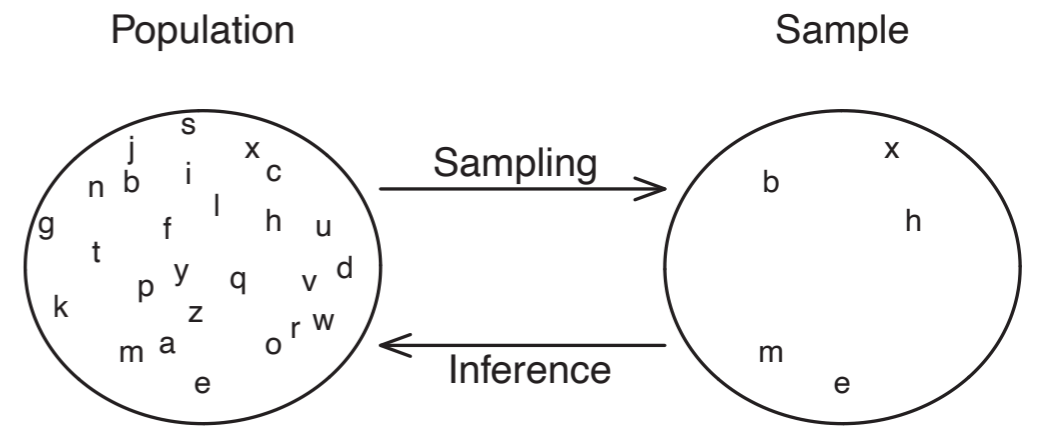 Population
Sample
s
j
x
n
b
i
c
l
g
f
h
u
t
y
q
v
d
p
k
z
r
w
m
a
o
e
Sampling
Inference
x
b
h
m
e